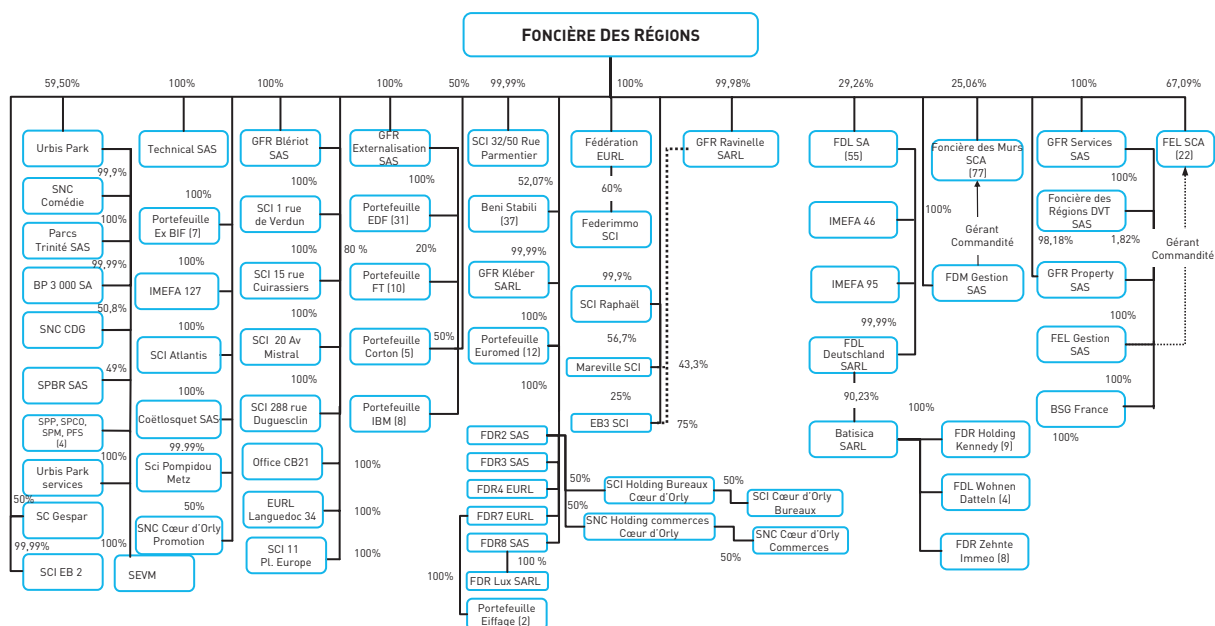 FONCIÈRE DES RÉGIONS
59,50%
100%
100%
100%
50%
99,99%
100%
99,98%
29,26%
25,06%
100%
67,09%
Urbis Park
99,9%
SNC
Comédie
100%
Parcs
Trinité SAS
99,99%
BP 3 000 SA
50,8%
SNC CDG
49%
SPBR SAS
SPP, SPCO,
SPM, PFS
(4)
100%
Urbis Park
services
50%
SC Gespar
99,99%
100%
SCI EB 2
SEVM
Technical SAS
100%
Portefeuille
Ex BIF (7)
100%
IMEFA 127
100%
SCI Atlantis
100%
Coëtlosquet SAS
99.99%
Sci Pompidou
Metz
50%
SNC Cœur d'Orly
Promotion
GFR Blériot
SAS
100%
SCI 1 rue
de Verdun
100%
SCI 15 rue
Cuirassiers
100%
SCI 20 Av
Mistral
100%
SCI 288 rue
Duguesclin
Office CB21
100%
EURL
Languedoc 34
100%
SCI 11
Pl. Europe
100%
GFR
Externalisation
SAS
100%
Portefeuille
EDF (31)
80 %
20%
Portefeuille
FT (10)
50%
Portefeuille
Corton (5)
100%
Portefeuille
IBM (8)
SCI 32/50 Rue
Parmentier
52,07%
Beni Stabili
(37)
99,99%
GFR Kléber
SARL
100%
Portefeuille
Euromed (12)
100%
FDR2 SAS
FDR3 SAS
FDR4 EURL
FDR7 EURL
FDR8 SAS
100 %
FDR Lux SARL
100%
Portefeuille
Eiffage (2)
Fédération
EURL
60%
Federimmo
SCI
99,9%
SCI Raphaël
56,7%
Mareville SCI
43,3%
25%
EB3 SCI
75%
50%
SCI Holding Bureaux
Cœur d'Orly
50%
SCI Cœur d'Orly
Bureaux
50%
SNC Holding commerces
Cœur d'Orly
50%
SNC Cœur d'Orly
Commerces
GFR Ravinelle
SARL
FDL SA
(55)
IMEFA 46
IMEFA 95
99,99%
FDL
Deutschland
SARL
90,23%
Batisica
SARL
100%
FDR Holding
Kennedy (9)
FDL Wohnen
Datteln (4)
FDR Zehnte
Immeo (8)
Foncière des Murs
SCA
(77)
100%
Gérant
Commandité
FDM Gestion
SAS
GFR Services
SAS
100%
Foncière des
Régions DVT
SAS
98,18%
1,82%
GFR Property
SAS
100%
FEL Gestion
SAS
100%
BSG France
100%
FEL SCA
(22)
Gérant
Commandité